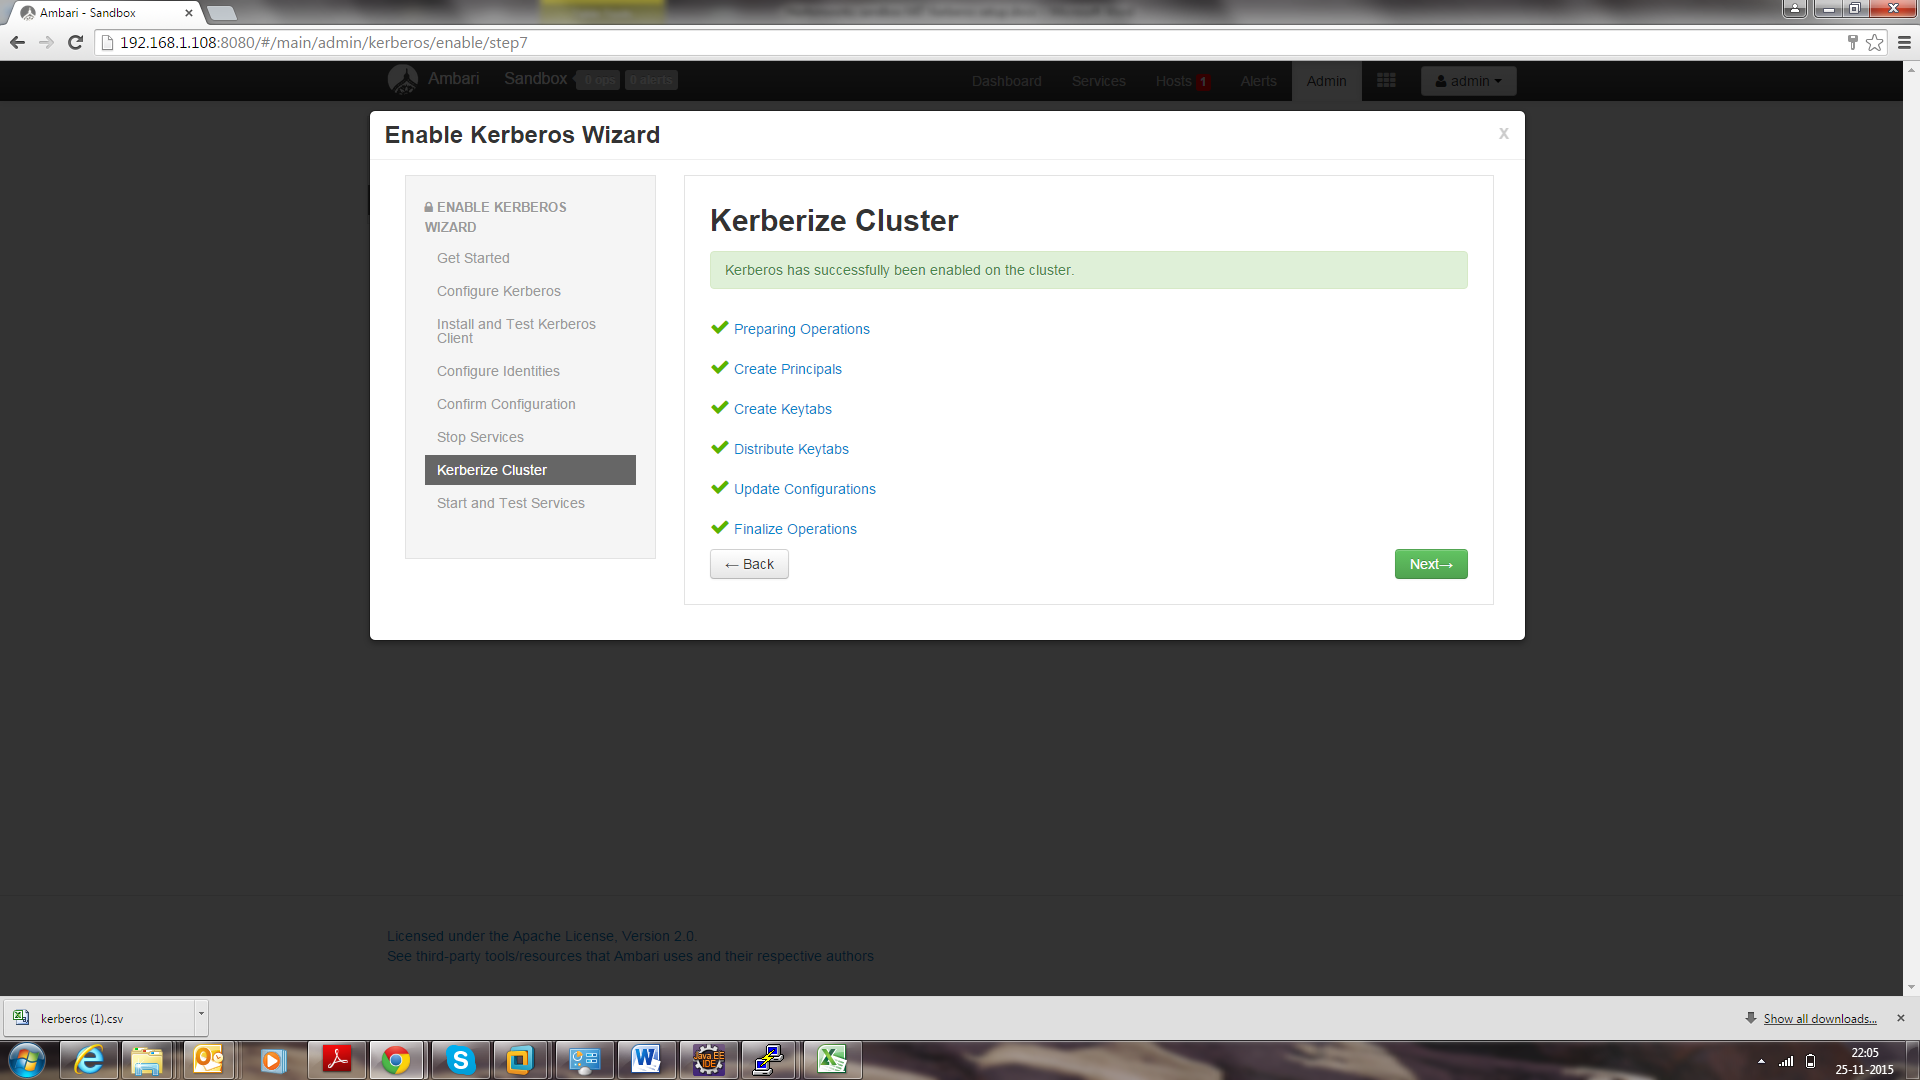 Ambari - Sandbox
192.168.1.108:8080/#/main/admin/kerberos/enable/step7
Ambari Sandbox 0 ops 0 alerts Dashboard Services Hosts 1 Alerts Admin admin
Enable Kerberos Wizard x
ENABLE KERBEROS
WIZARD
Get Started
Configure Kerberos
Install and Test Kerberos
Client
Configure Identities
Confirm Configuration
Stop Services
Kerberize Cluster
Start and Test Services
Kerberize Cluster
Kerberos has successfully been enabled on the cluster.
Preparing Operations
Create Principals
Create Keytabs
Distribute Keytabs
Update Configurations
Finalize Operations
← Back
Next→
Licensed under the Apache License, Version 2.0.
See third-party tools/resources that Ambari uses and their respective authors
kerberos (1).csv
Show all downloads...
Java EE
IDE
22:05
25-11-2015